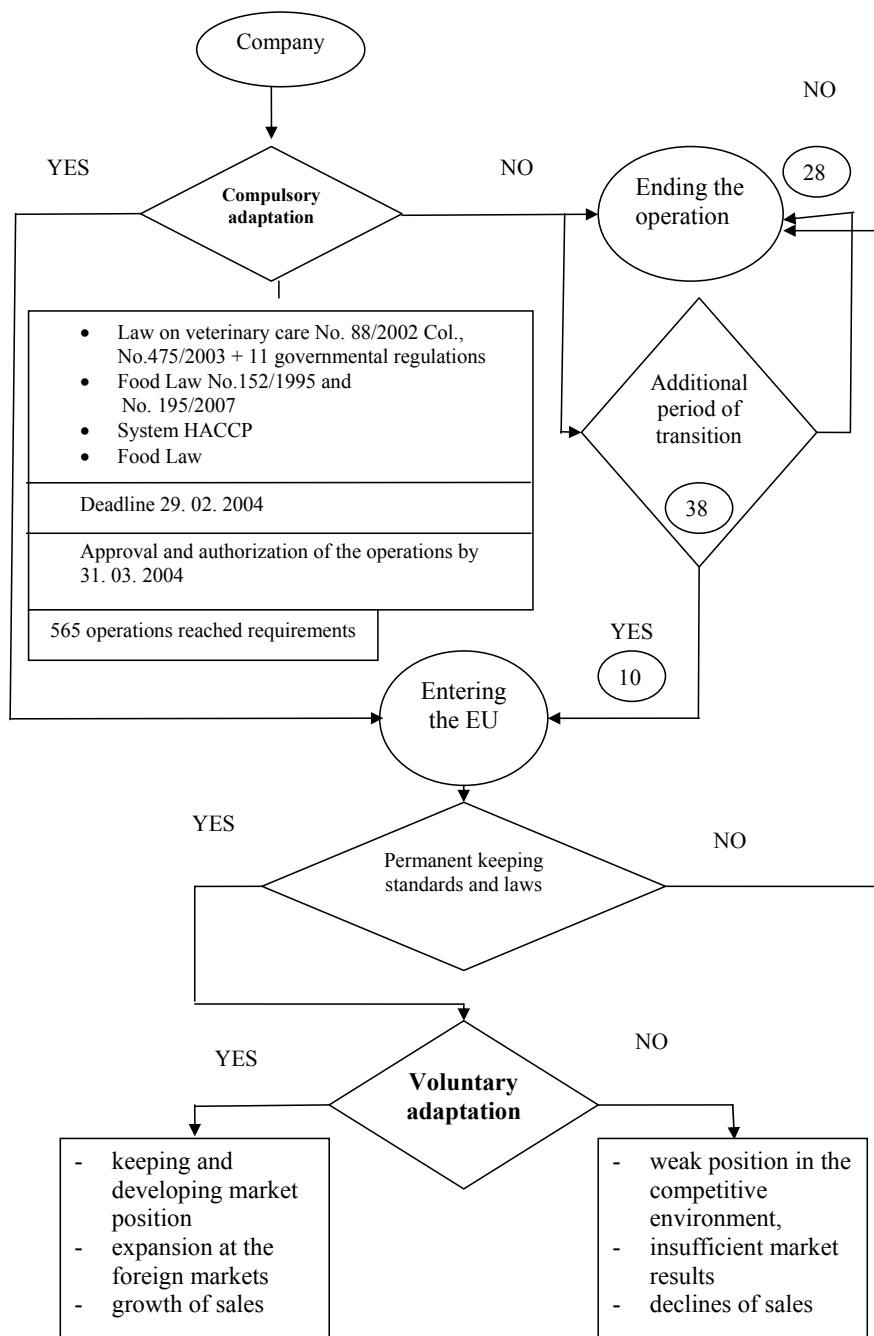 Company
NO
YES
NO
28
Compulsory
adaptation
Ending the
operation
• Law on veterinary care No. 88/2002 Col.,
No.475/2003 + 11 governmental regulations
• Food Law No.152/1995 and
No. 195/2007
• System HACCP
• Food Law
Additional
period of
transition
38
Deadline 29. 02. 2004
Approval and authorization of the operations by
31. 03. 2004
565 operations reached requirements
YES
10
Entering
the EU
YES
NO
Permanent keeping
standards and laws
YES
NO
Voluntary
adaptation
- keeping and
developing market
position
- expansion at the
foreign markets
- growth of sales
- weak position in the
competitive
environment,
- insufficient market
results
- declines of sales